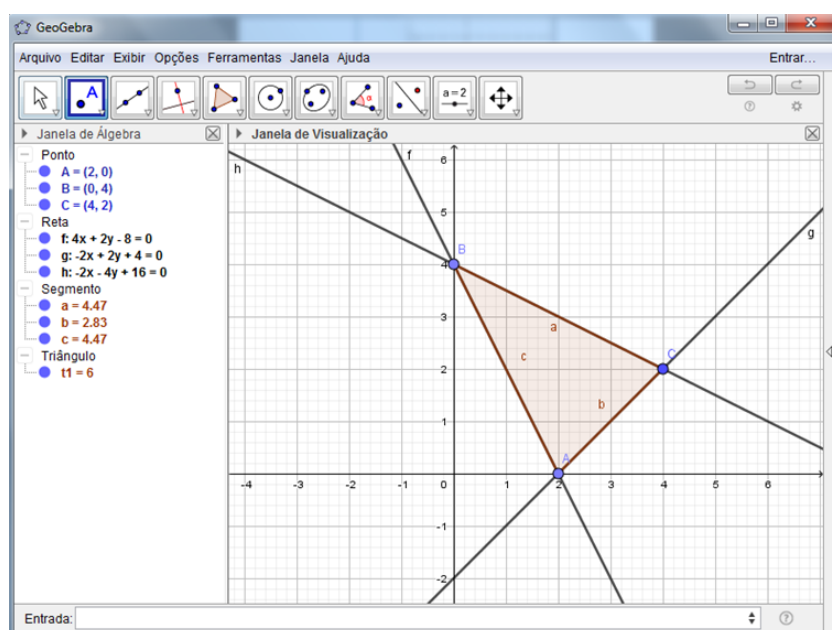 GeoGebra
Arquivo Editar Exibir Opções Ferramentas Janela Ajuda Entrar...
A
α
a = 2
Janela de Álgebra
Ponto
A = (2, 0)
B = (0, 4)
C = (4, 2)
Reta
f: 4x + 2y - 8 = 0
g: -2x + 2y + 4 = 0
h: -2x - 4y + 16 = 0
Segmento
a = 4.47
b = 2.83
c = 4.47
Triângulo
t1 = 6
Janela de Visualização
h
f
6
5
g
B
4
3
a
c
C
2
b
1
A
-4 -3 -2 -1 0 1 2 3 4 5 6
-1
-2
Entrada: